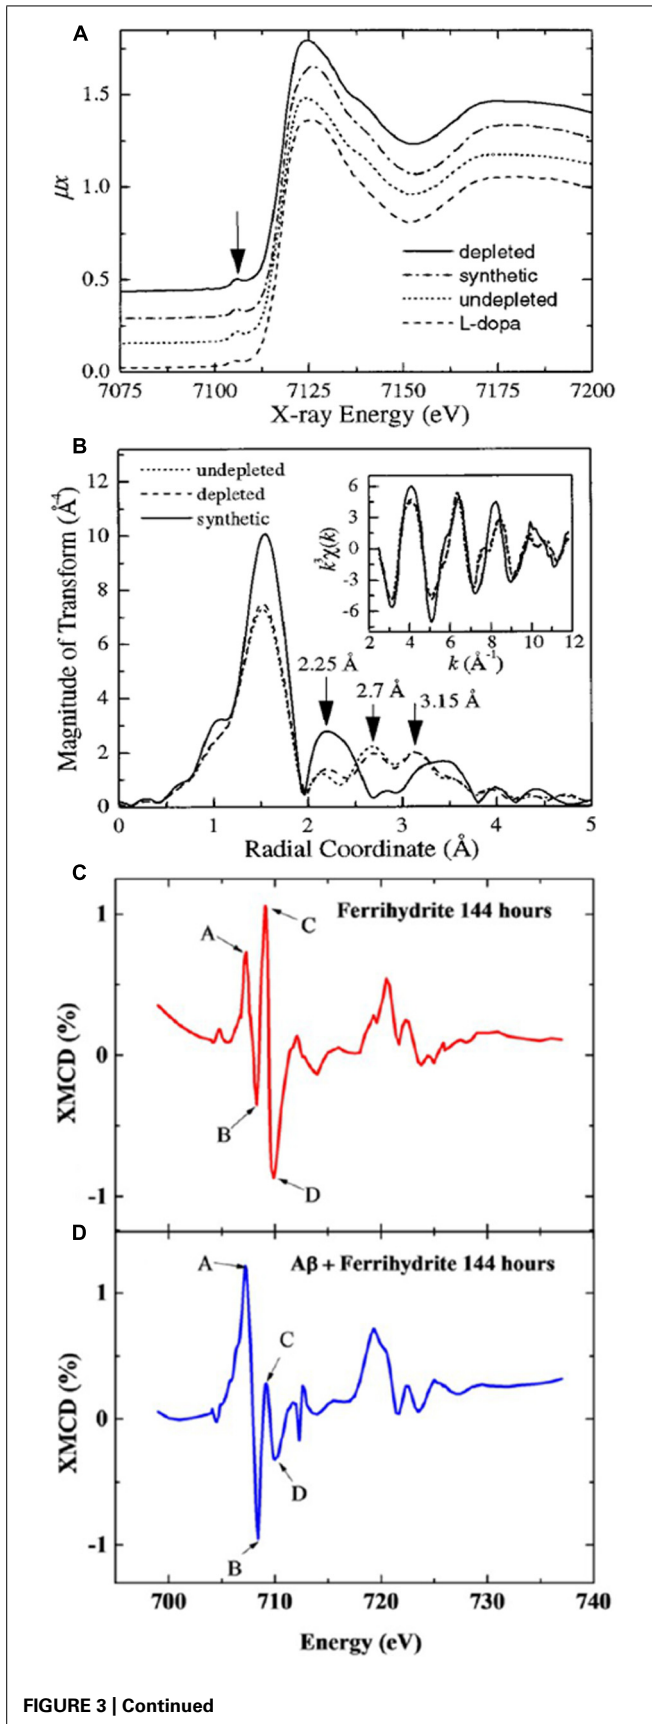 A
1.5
1.0
0.5
0.0
μx
depleted
synthetic
undepleted
L-dopa
7075 7100 7125 7150 7175 7200
X-ray Energy (eV)
B
undepleted
depleted
synthetic
12
10
8
6
4
2
0
Magnitude of Transform (Å⁻⁴)
6
3
0
-3
-6
k³χ(k)
2 4 6 8 10 12
k (Å⁻¹)
2.25 Å
2.7 Å
3.15 Å
0 1 2 3 4 5
Radial Coordinate (Å)
C
Ferrihydrite 144 hours
A
C
B
D
1
0
-1
XMCD (%)
D
Aβ + Ferrihydrite 144 hours
A
C
D
B
1
0
-1
XMCD (%)
700 710 720 730 740
Energy (eV)
FIGURE 3 | Continued